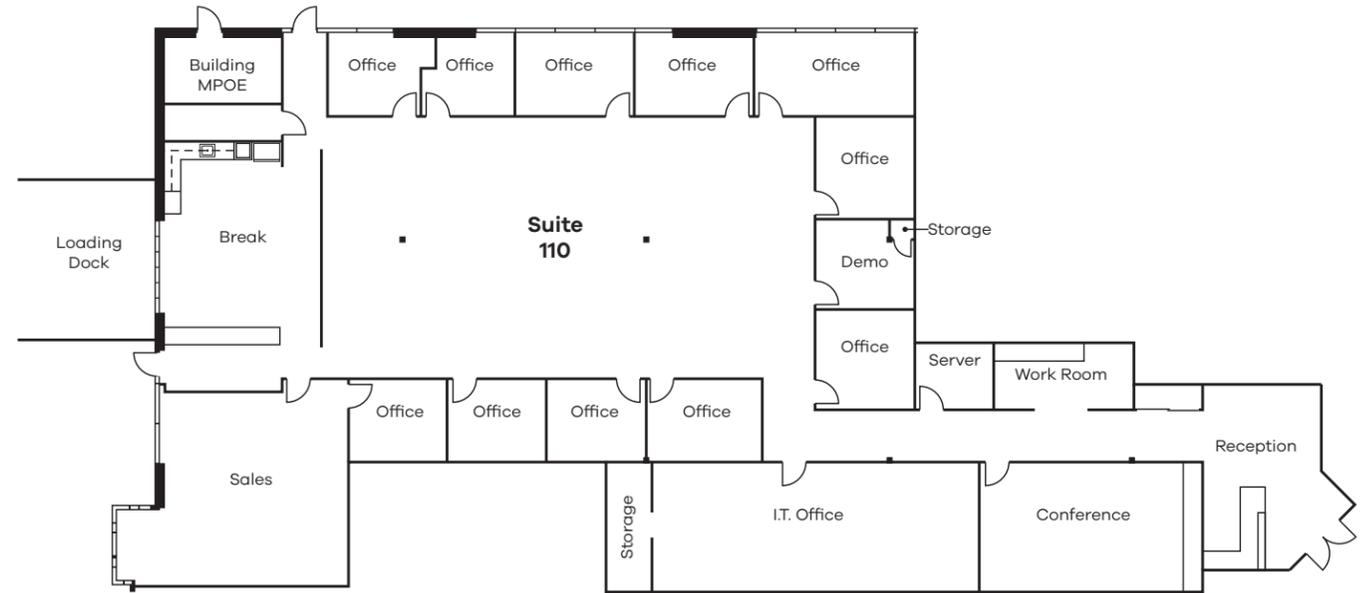 Building
MPOE
Office
Office
Office
Office
Office
Office
Suite
110
Storage
Break
Loading
Dock
Demo
Office
Server
Work Room
Office
Office
Office
Office
Reception
Sales
Storage
I.T. Office
Conference